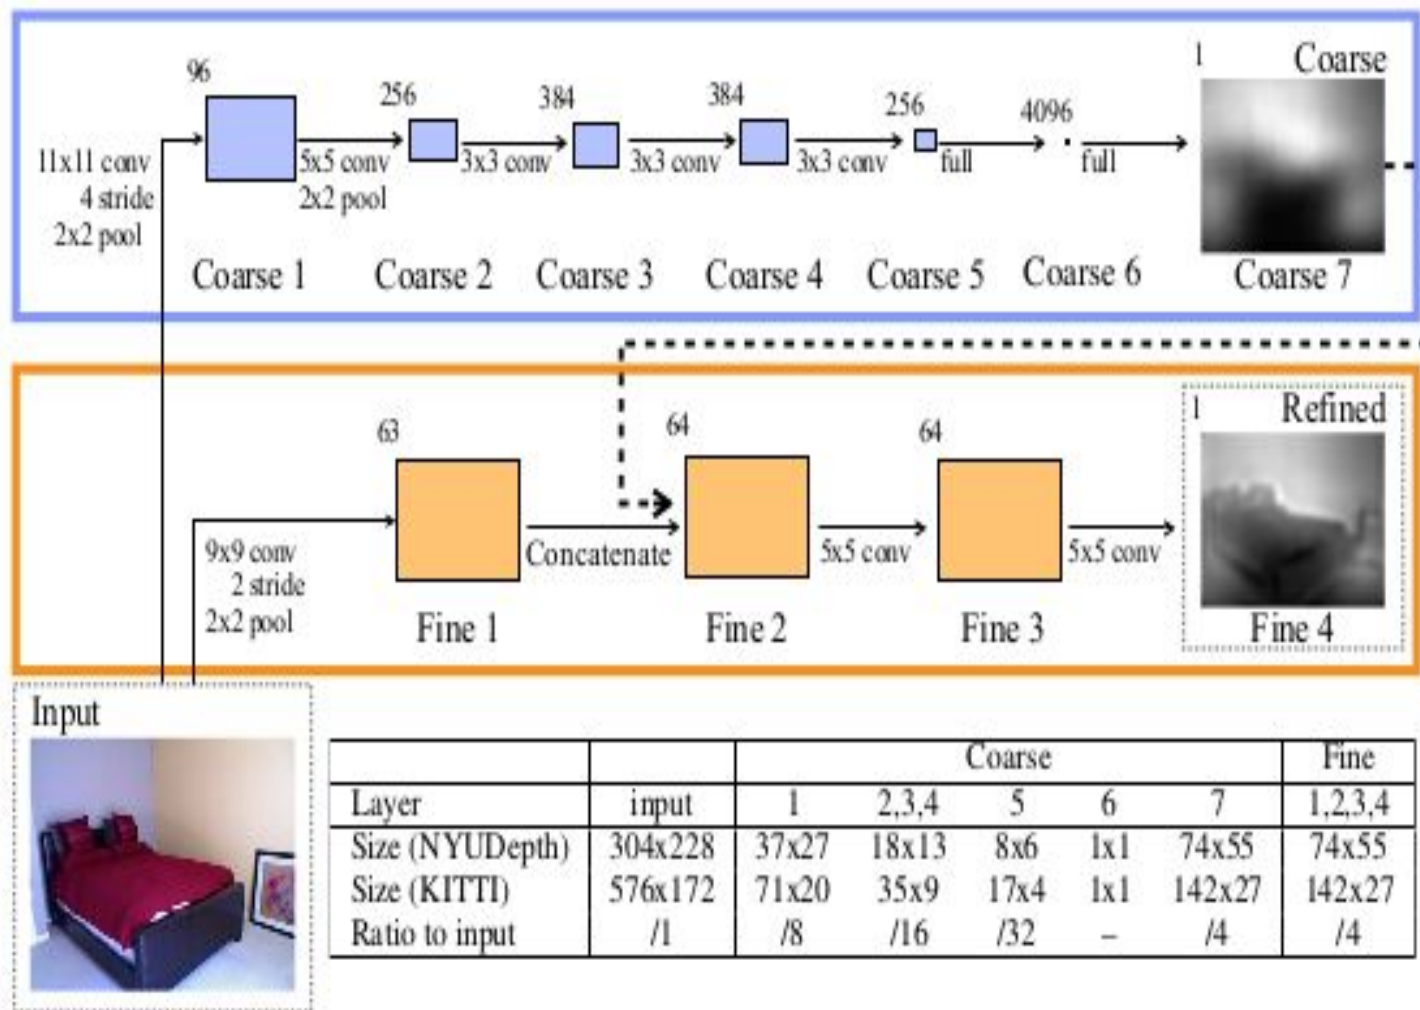 96
256
384
384
256
4096
1
Coarse
11x11 conv
4 stride
2x2 pool
5x5 conv
2x2 pool
3x3 conv
3x3 conv
3x3 conv
full
full
Coarse 1
Coarse 2
Coarse 3
Coarse 4
Coarse 5
Coarse 6
Coarse 7
63
64
64
1
Refined
9x9 conv
2 stride
2x2 pool
Concatenate
5x5 conv
5x5 conv
Fine 1
Fine 2
Fine 3
Fine 4
Input
Coarse Fine
Layer input 1 2,3,4 5 6 7 1,2,3,4
Size (NYUDepth) 304x228 37x27 18x13 8x6 1x1 74x55 74x55
Size (KITTI) 576x172 71x20 35x9 17x4 1x1 142x27 142x27
Ratio to input /1 /8 /16 /32 – /4 /4